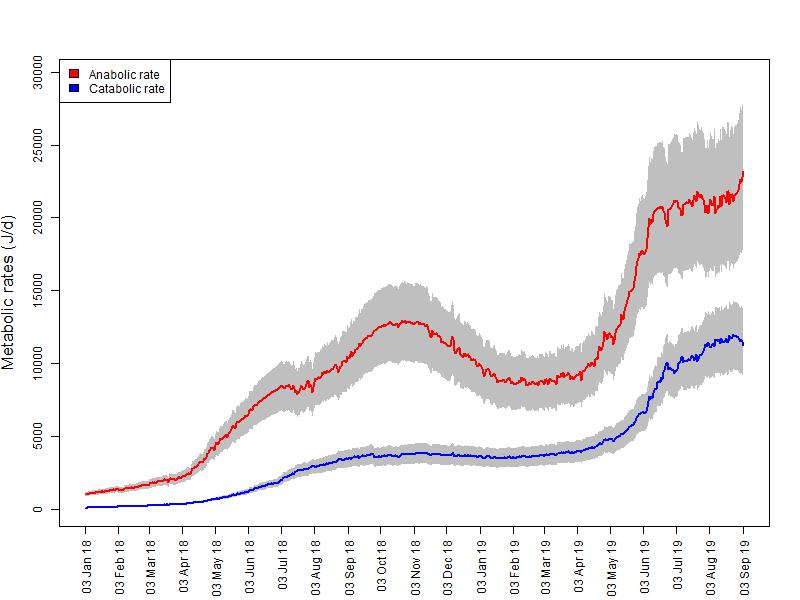 Anabolic rate
Catabolic rate
Metabolic rates (J/d)
30000
25000
20000
15000
10000
5000
0
03 Jan 18
03 Feb 18
03 Mar 18
03 Apr 18
03 May 18
03 Jun 18
03 Jul 18
03 Aug 18
03 Sep 18
03 Oct 18
03 Nov 18
03 Dec 18
03 Jan 19
03 Feb 19
03 Mar 19
03 Apr 19
03 May 19
03 Jun 19
03 Jul 19
03 Aug 19
03 Sep 19